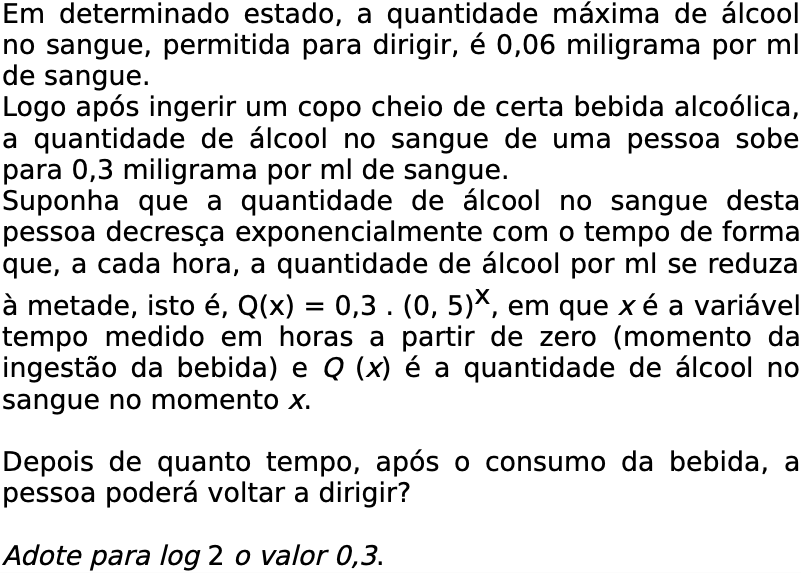 Em determinado estado, a quantidade máxima de álcool
no sangue, permitida para dirigir, é 0,06 miligrama por ml
de sangue.
Logo após ingerir um copo cheio de certa bebida alcoólica,
a quantidade de álcool no sangue de uma pessoa sobe
para 0,3 miligrama por ml de sangue.
Suponha que a quantidade de álcool no sangue desta
pessoa decresça exponencialmente com o tempo de forma
que, a cada hora, a quantidade de álcool por ml se reduza
à metade, isto é, Q(x) = 0,3 . (0, 5)^x, em que x é a variável
tempo medido em horas a partir de zero (momento da
ingestão da bebida) e Q (x) é a quantidade de álcool no
sangue no momento x.
Depois de quanto tempo, após o consumo da bebida, a
pessoa poderá voltar a dirigir?
Adote para log 2 o valor 0,3.